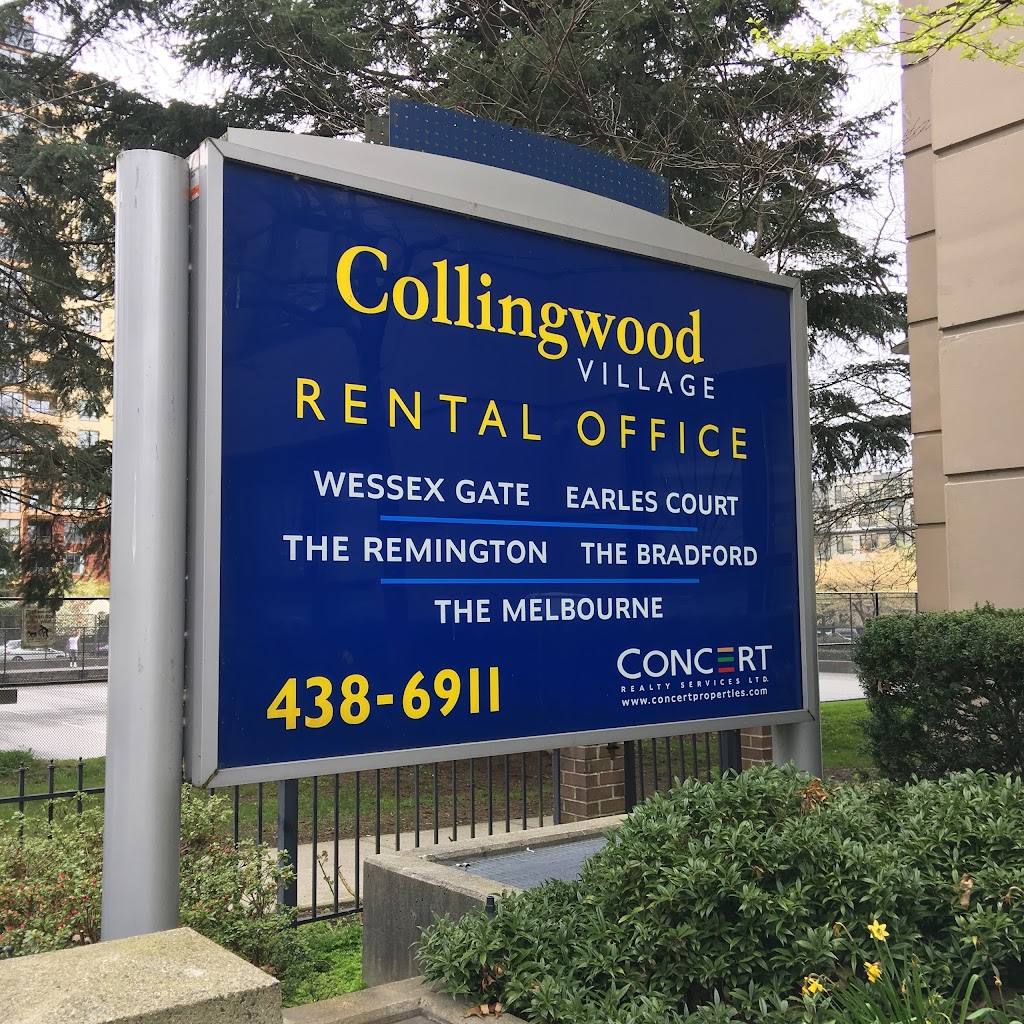 Collingwood
VILLAGE
RENTAL OFFICE
WESSEX GATE EARLES COURT
THE REMINGTON THE BRADFORD
THE MELBOURNE
438-6911
CONCERT
REALTY SERVICES LTD.
www.concertproperties.com